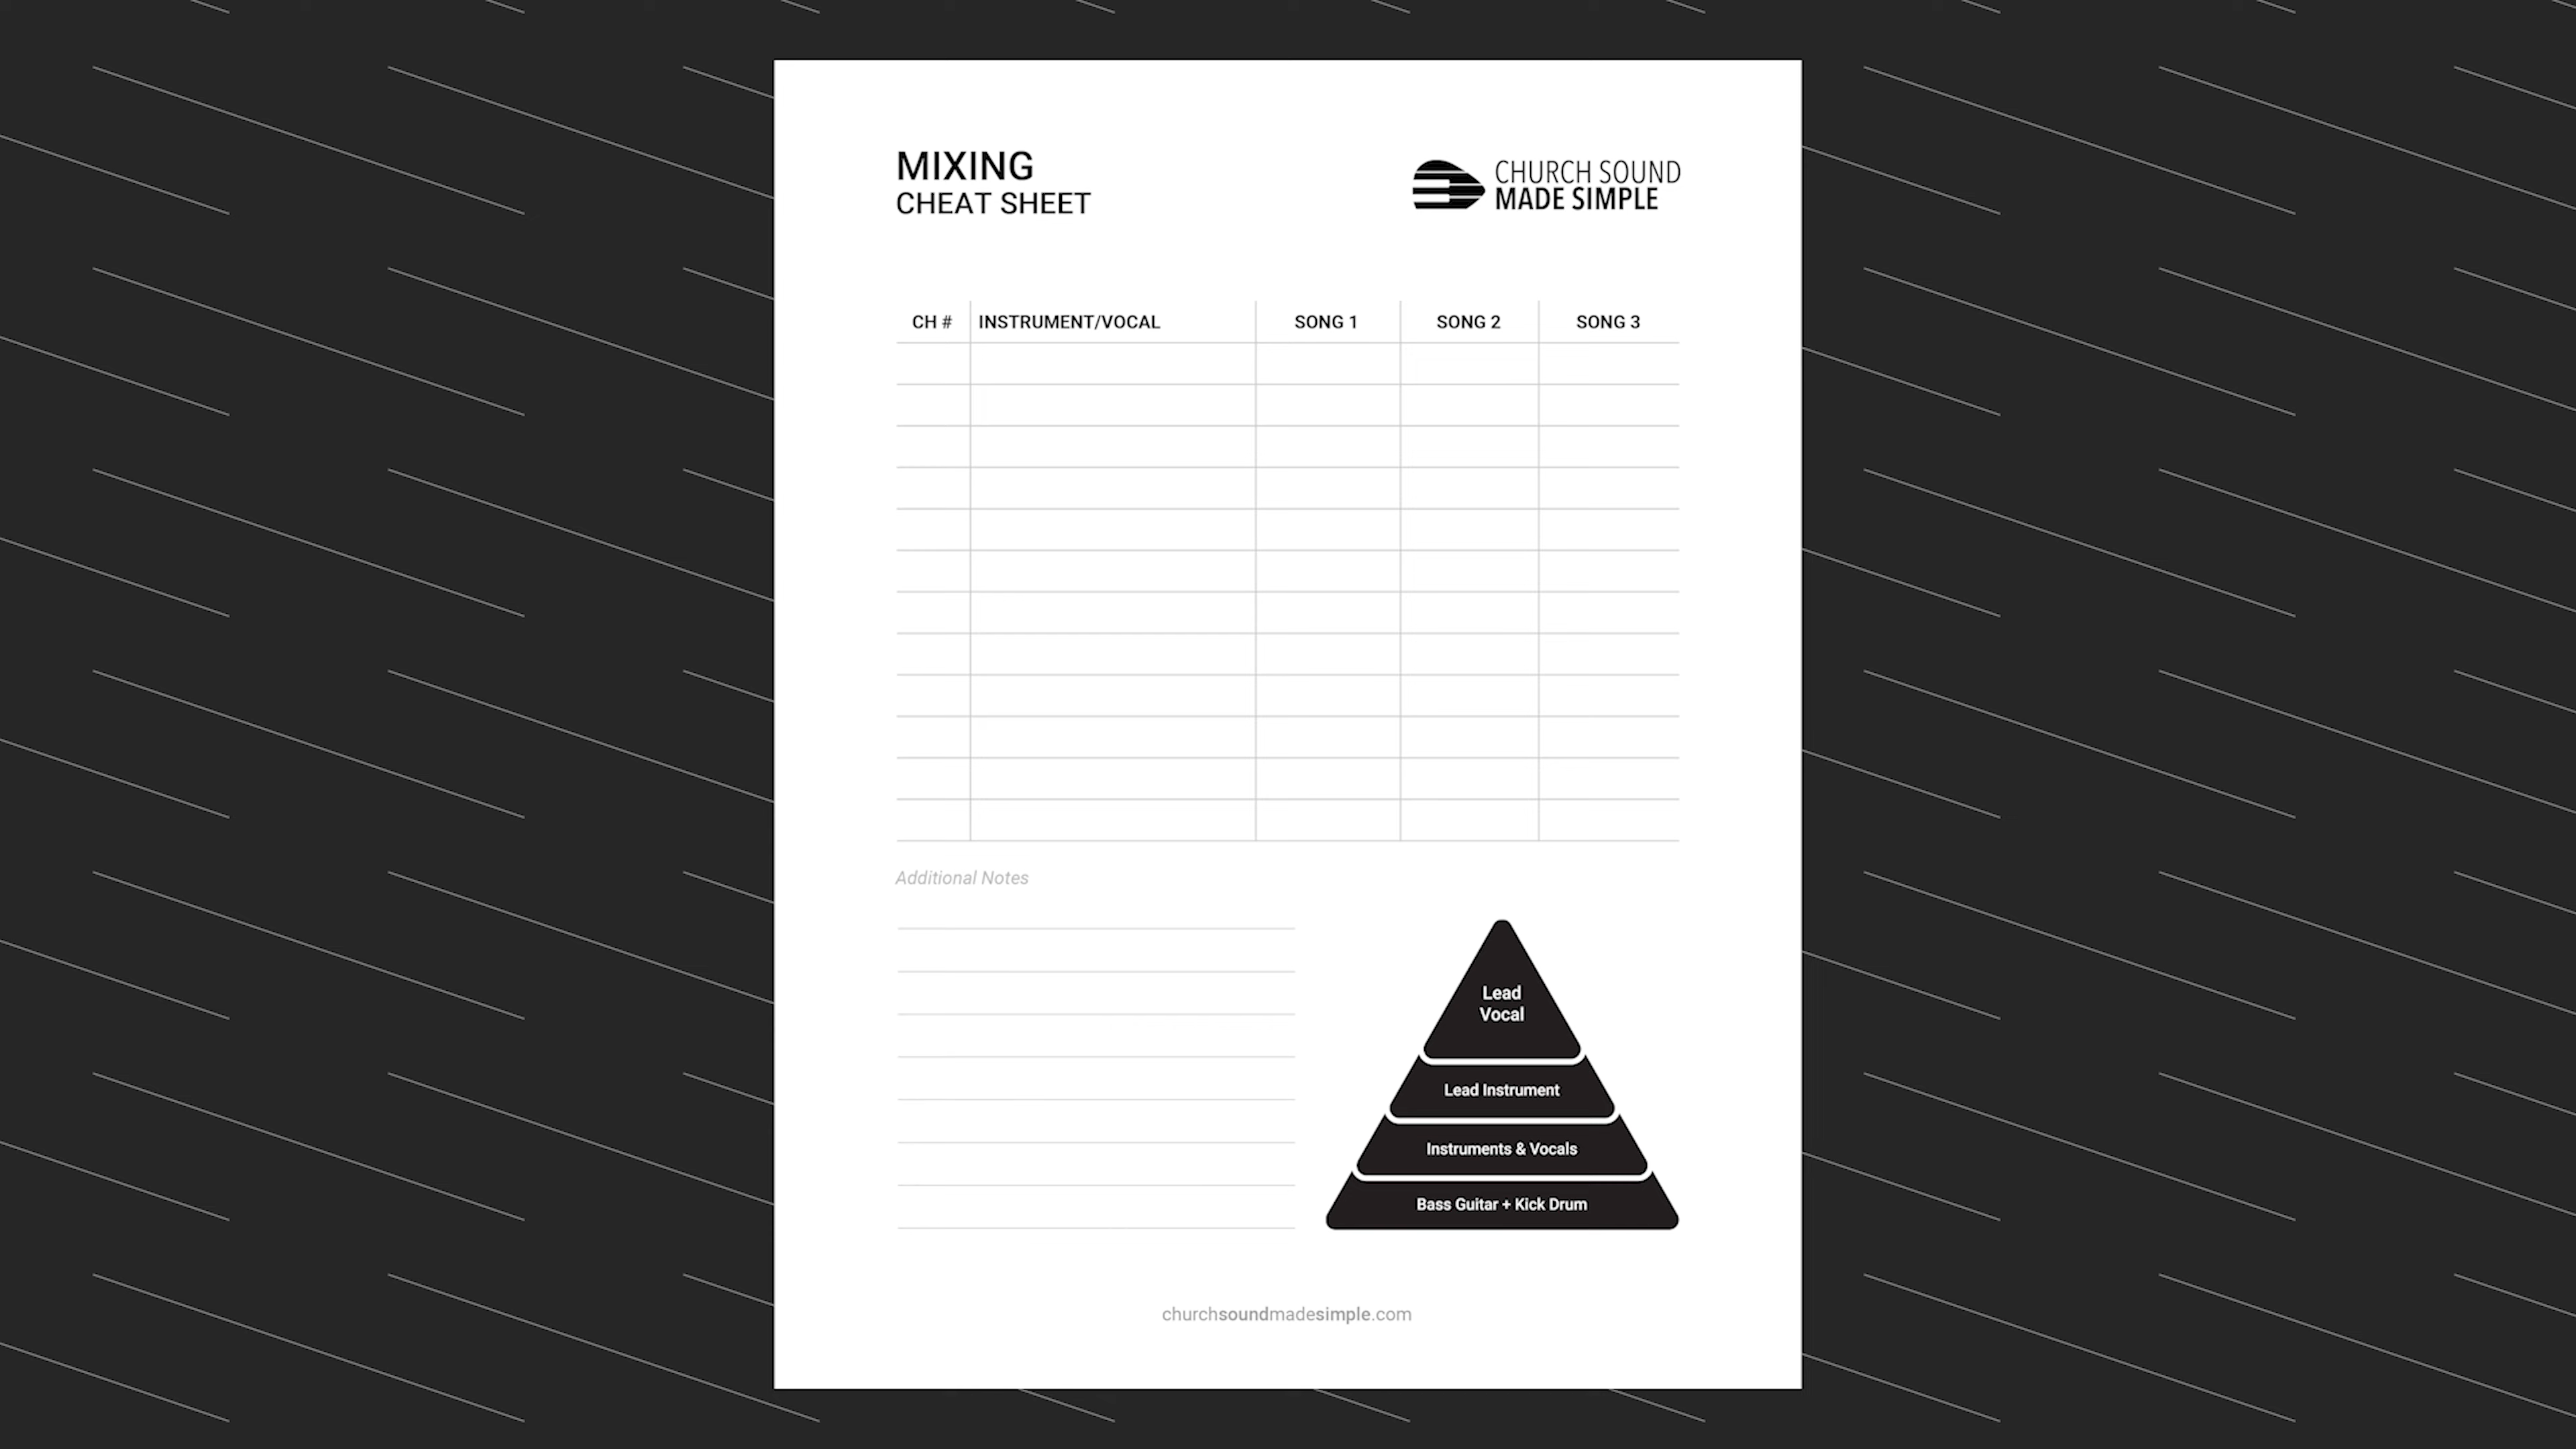 MIXING
CHEAT SHEET
CHURCH SOUND
MADE SIMPLE
CH # INSTRUMENT/VOCAL SONG 1 SONG 2 SONG 3
Additional Notes
Lead
Vocal
Lead Instrument
Instruments & Vocals
Bass Guitar + Kick Drum
churchsoundmadesimple.com